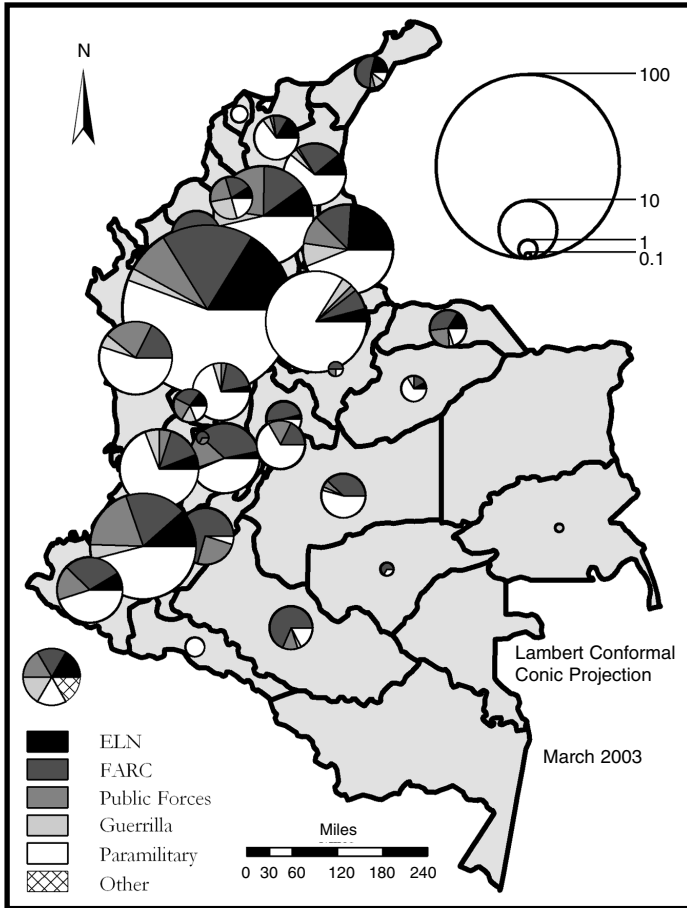 N
100
10
1
0.1
Lambert Conformal
Conic Projection
March 2003
ELN
FARC
Public Forces
Guerrilla
Paramilitary
Other
Miles
0 30 60 120 180 240